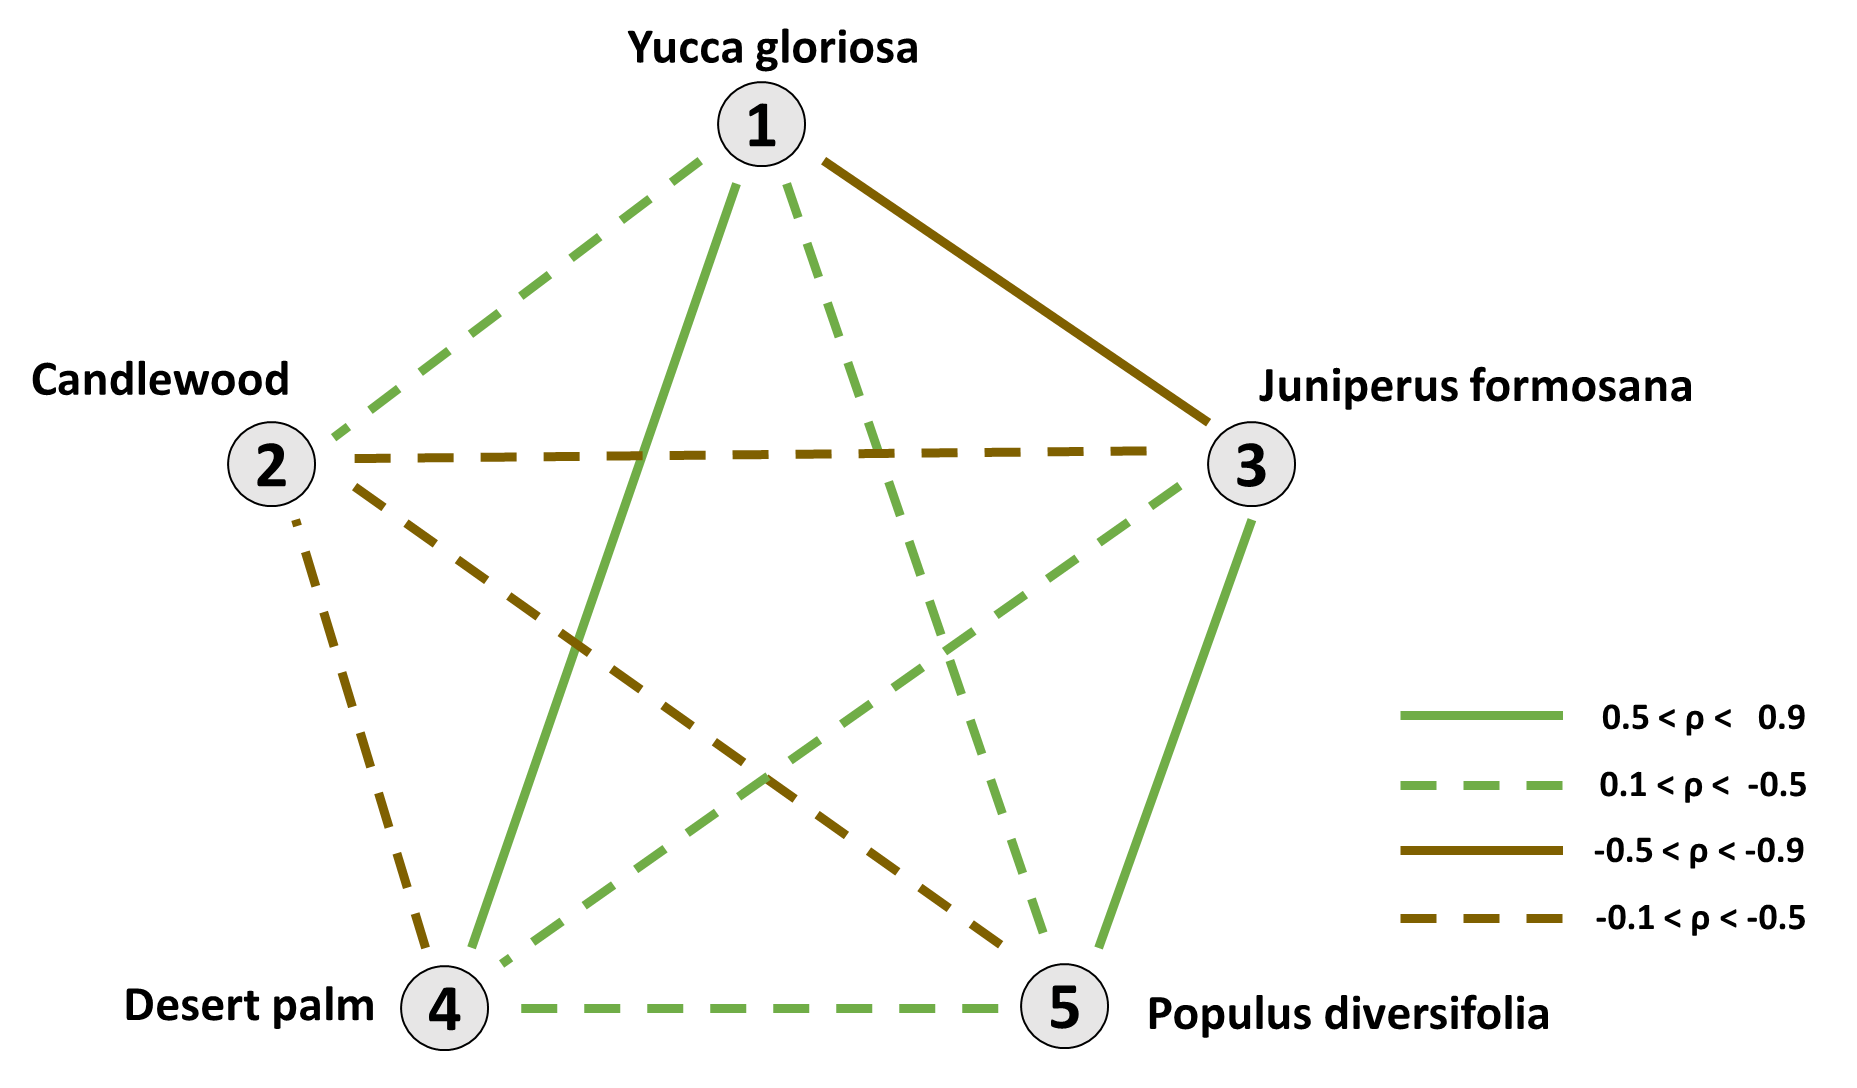 Yucca gloriosa
1
Candlewood
2
Juniperus formosana
3
Desert palm
4
5
Populus diversifolia
0.5 < ρ < 0.9
0.1 < ρ < -0.5
-0.5 < ρ < -0.9
-0.1 < ρ < -0.5